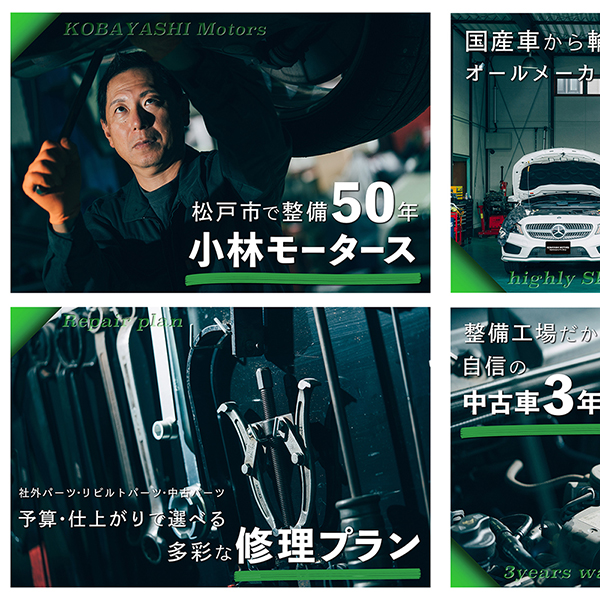 KOBAYASHI Motors
松戸市で整備50年
小林モータース
国産車から輸
オールメーカ
highly Sk
Repair plan
社外パーツ・リビルトパーツ・中古パーツ
予算・仕上がりで選べる
多彩な修理プラン
整備工場だか
自信の
中古車3年
3years wa